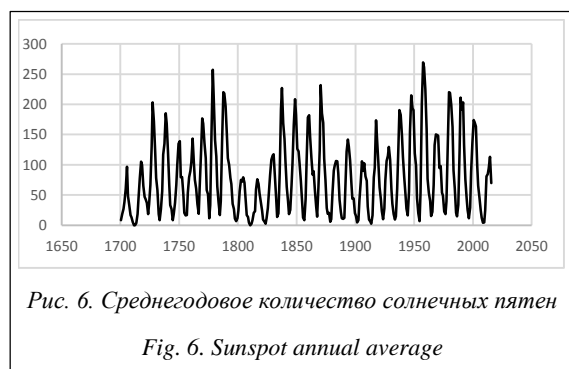 300
250
200
150
100
50
0
1650 1700 1750 1800 1850 1900 1950 2000 2050
Рис. 6. Среднегодовое количество солнечных пятен
Fig. 6. Sunspot annual average